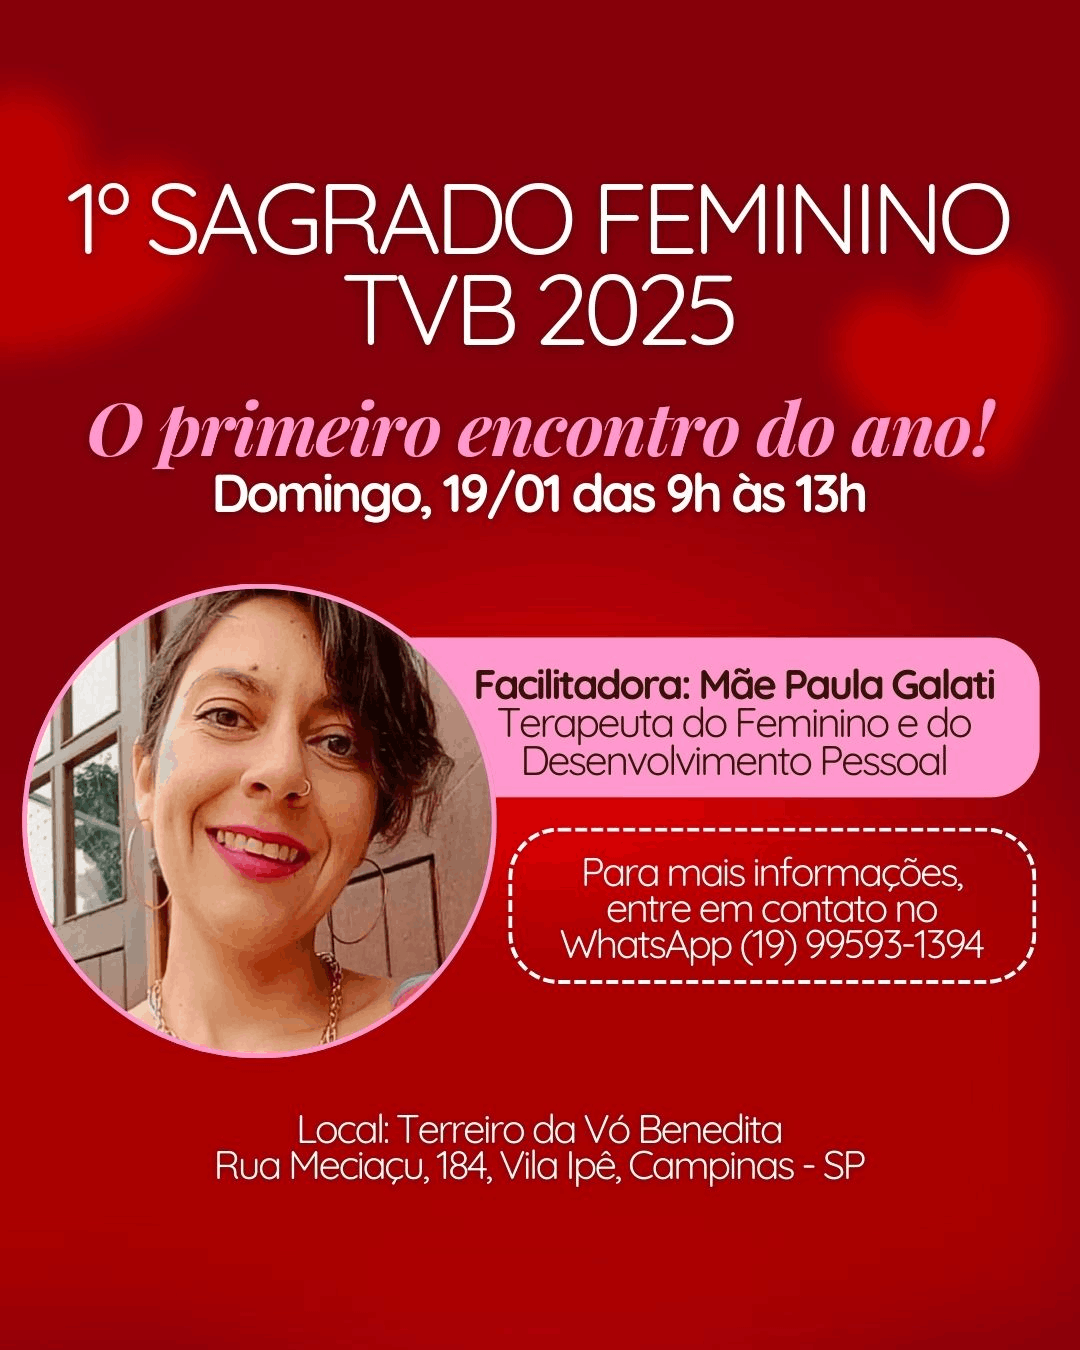 1º SAGRADO FEMININO
TVB 2025
O primeiro encontro do ano!
Domingo, 19/01 das 9h às 13h
Facilitadora: Mãe Paula Galati
Terapeuta do Feminino e do
Desenvolvimento Pessoal
Para mais informações,
entre em contato no
WhatsApp (19) 99593-1394
Local: Terreiro da Vó Benedita
Rua Meciaçu, 184, Vila Ipê, Campinas - SP